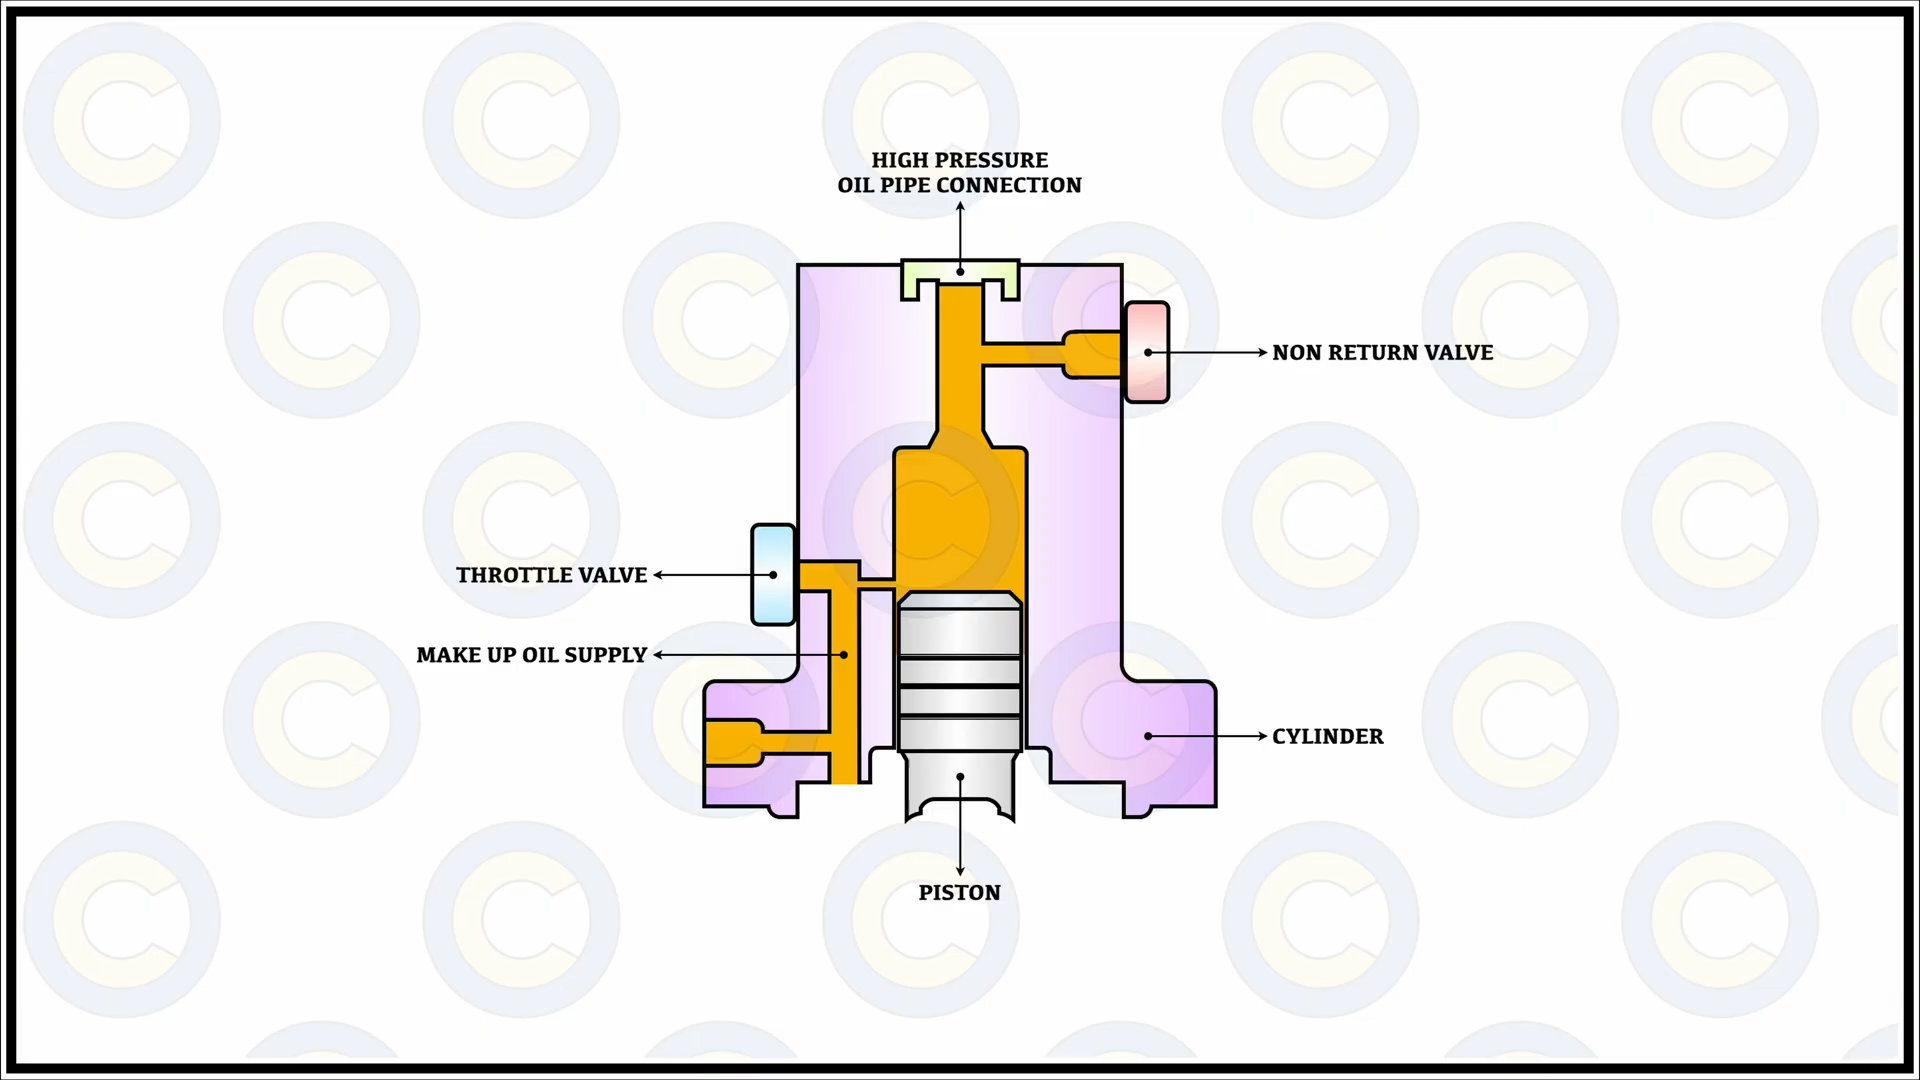 HIGH PRESSURE
OIL PIPE CONNECTION
NON RETURN VALVE
THROTTLE VALVE
MAKE UP OIL SUPPLY
CYLINDER
PISTON